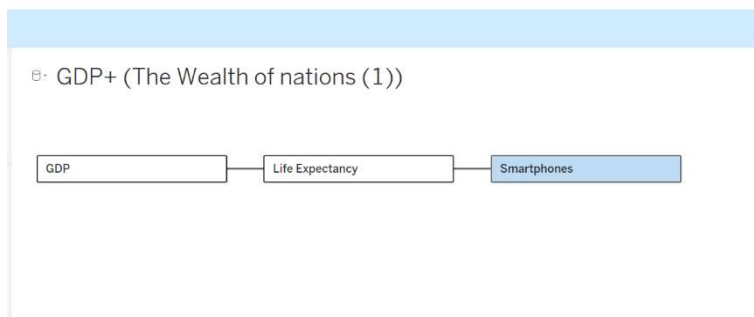 GDP+ (The Wealth of nations (1))
GDP
Life Expectancy
Smartphones